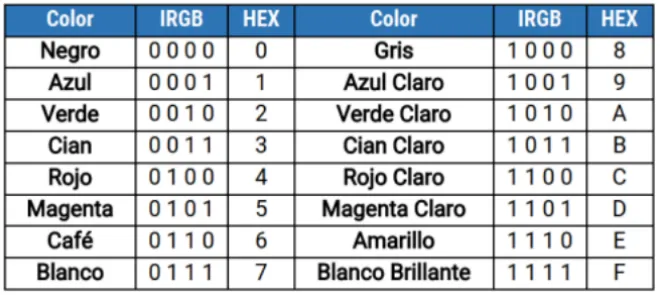 Color IRGB HEX Color IRGB HEX
Negro 0 0 0 0 0 Gris 1 0 0 0 8
Azul 0 0 0 1 1 Azul Claro 1 0 0 1 9
Verde 0 0 1 0 2 Verde Claro 1 0 1 0 A
Cian 0 0 1 1 3 Cian Claro 1 0 1 1 B
Rojo 0 1 0 0 4 Rojo Claro 1 1 0 0 C
Magenta 0 1 0 1 5 Magenta Claro 1 1 0 1 D
Café 0 1 1 0 6 Amarillo 1 1 1 0 E
Blanco 0 1 1 1 7 Blanco Brillante 1 1 1 1 F